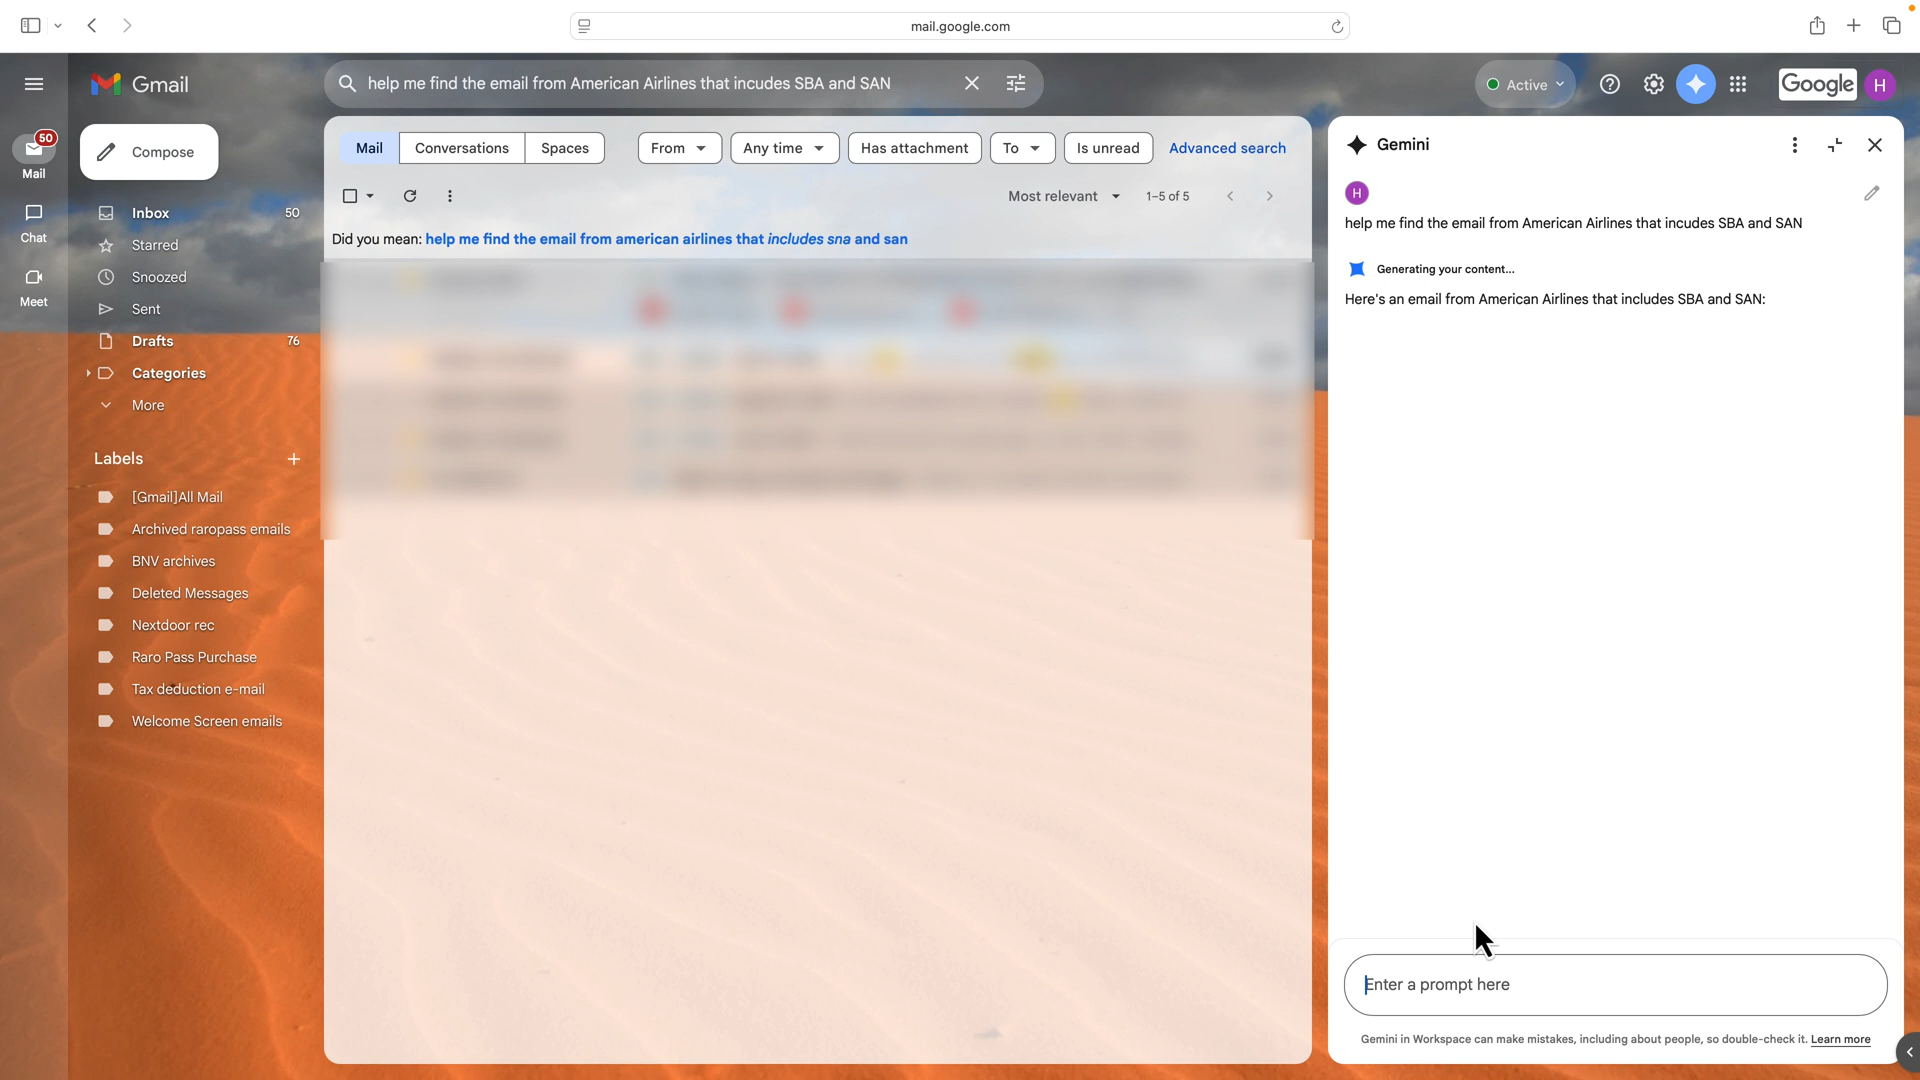 mail.google.com
Gmail
help me find the email from American Airlines that incudes SBA and SAN
Active
Google
H
50
Mail
Chat
Meet
Compose
Inbox 50
Starred
Snoozed
Sent
Drafts 76
Categories
More
Labels
[Gmail]All Mail
Archived raropass emails
BNV archives
Deleted Messages
Nextdoor rec
Raro Pass Purchase
Tax deduction e-mail
Welcome Screen emails
Mail Conversations Spaces From Any time Has attachment To Is unread Advanced search
Most relevant 1–5 of 5
Did you mean: help me find the email from american airlines that includes sna and san
Gemini
H
help me find the email from American Airlines that incudes SBA and SAN
Generating your content...
Here's an email from American Airlines that includes SBA and SAN:
Enter a prompt here
Gemini in Workspace can make mistakes, including about people, so double-check it. Learn more